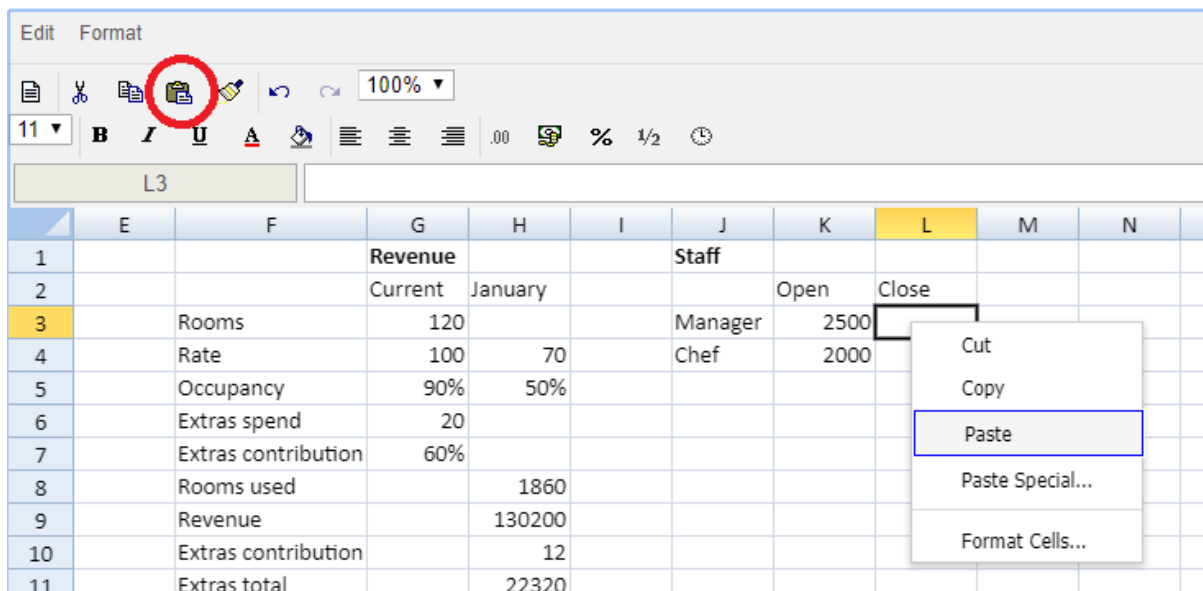 Edit Format
100% ▼
11 ▼ B I U A .00 % 1/2
L3
E F G H I J K L M N
1 Revenue Staff
2 Current January Open Close
3 Rooms 120 Manager 2500
4 Rate 100 70 Chef 2000
5 Occupancy 90% 50%
6 Extras spend 20
7 Extras contribution 60%
8 Rooms used 1860
9 Revenue 130200
10 Extras contribution 12
11 Extras total 22320
Cut
Copy
Paste
Paste Special...
Format Cells...